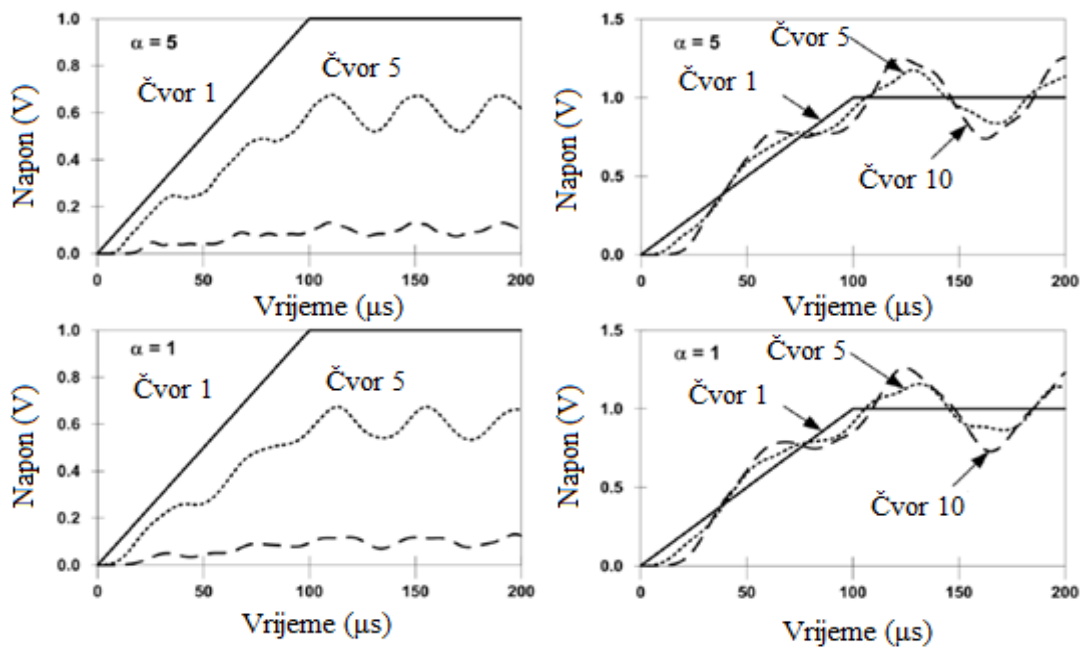 α = 5
Čvor 1
Čvor 5
Napon (V)
1.0
0.8
0.6
0.4
0.2
0.0
0
50
100
150
200
Vrijeme (μs)
α = 5
Čvor 5
Čvor 1
Čvor 10
Napon (V)
1.5
1.0
0.5
0.0
0
50
100
150
200
Vrijeme (μs)
α = 1
Čvor 1
Čvor 5
Napon (V)
1.0
0.8
0.6
0.4
0.2
0.0
0
50
100
150
200
Vrijeme (μs)
α = 1
Čvor 5
Čvor 1
Čvor 10
Napon (V)
1.5
1.0
0.5
0.0
0
50
100
150
200
Vrijeme (μs)